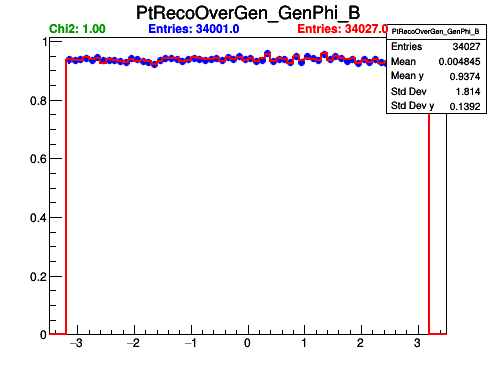 PtRecoOverGen_GenPhi_B
Chi2: 1.00 Entries: 34001.0 Entries: 34027.0
PtRecoOverGen_GenPhi_B
Entries 34027
Mean 0.004845
Mean y 0.9374
Std Dev 1.814
Std Dev y 0.1392
1
0.8
0.6
0.4
0.2
0
−3 −2 −1 0 1 2 3